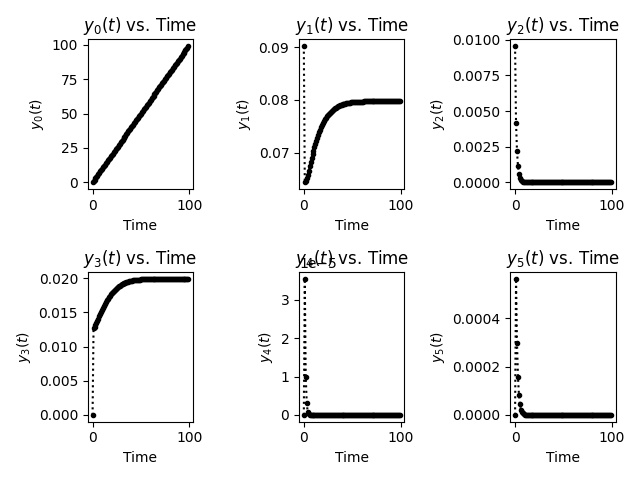 y₀(t) vs. Time
y₁(t) vs. Time
y₂(t) vs. Time
100
75
50
25
0
y₀(t)
0
100
Time
0.09
0.08
0.07
y₁(t)
0
100
Time
0.0100
0.0075
0.0050
0.0025
0.0000
y₂(t)
0
100
Time
y₃(t) vs. Time
y₄(t) vs. Time
y₅(t) vs. Time
0.020
0.015
0.010
0.005
0.000
y₃(t)
0
100
Time
1e−5
3
2
1
0
y₄(t)
0
100
Time
0.0004
0.0002
0.0000
y₅(t)
0
100
Time